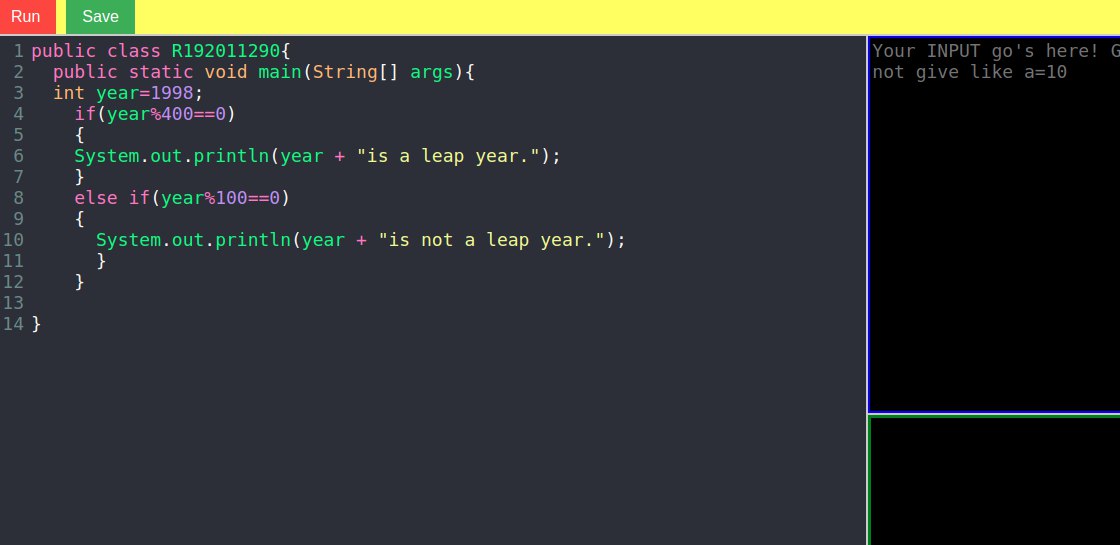 Run Save
1 public class R192011290{
2 public static void main(String[] args){
3 int year=1998;
4 if(year%400==0)
5 {
6 System.out.println(year + "is a leap year.");
7 }
8 else if(year%100==0)
9 {
10 System.out.println(year + "is not a leap year.");
11 }
12 }
13
14 }
Your INPUT go's here! G
not give like a=10